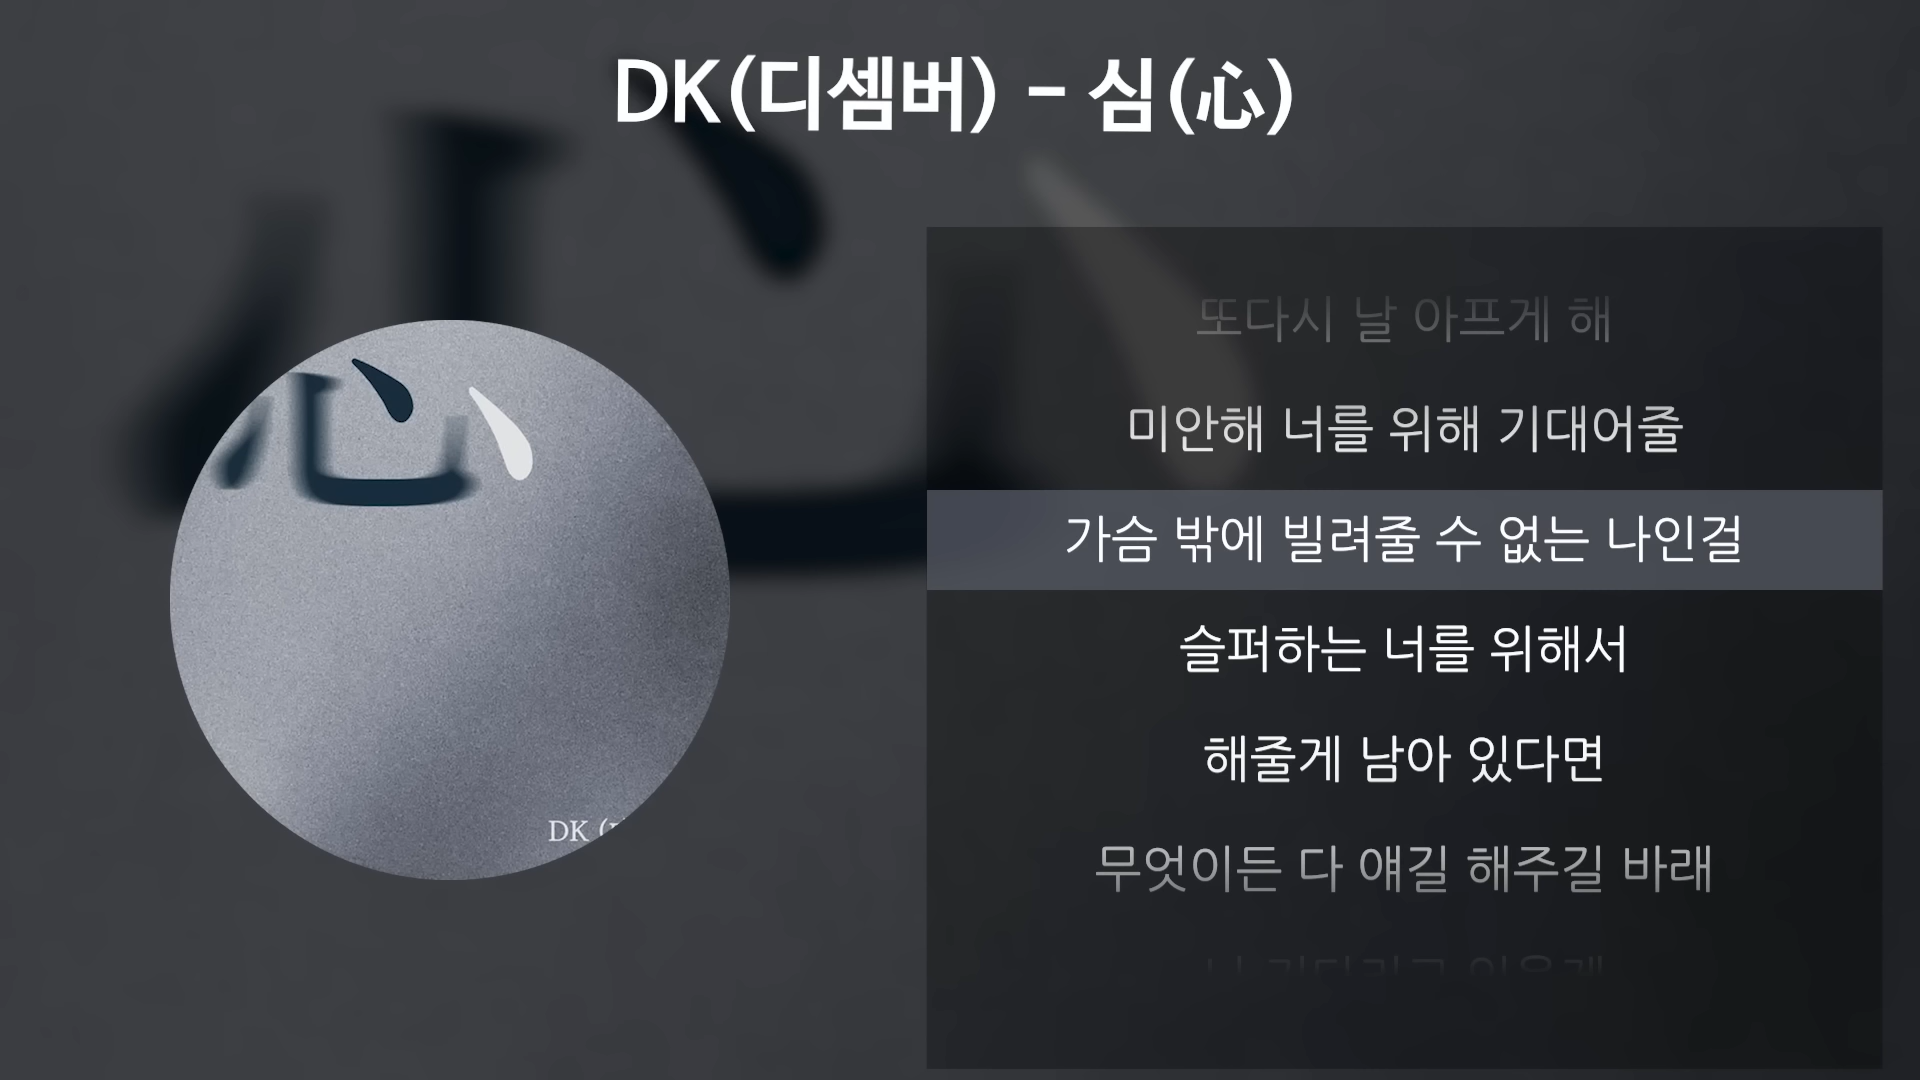 DK(디셈버) - 심(心)
心
DK (
또다시 날 아프게 해
미안해 너를 위해 기대어줄
가슴 밖에 빌려줄 수 없는 나인걸
슬퍼하는 너를 위해서
해줄게 남아 있다면
무엇이든 다 얘길 해주길 바래